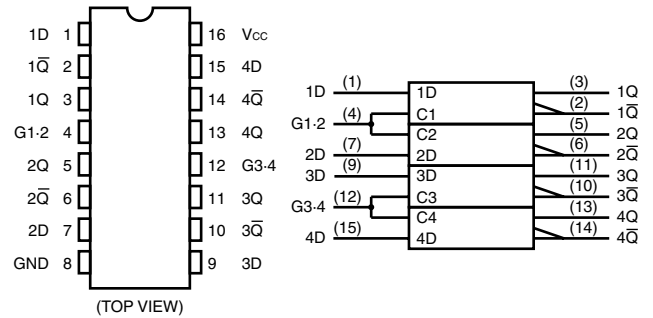 1D 1 16 Vcc
1Q̅ 2 15 4D
1Q 3 14 4Q̅
G1·2 4 13 4Q
2Q 5 12 G3·4
2Q̅ 6 11 3Q
2D 7 10 3Q̅
GND 8 9 3D
(TOP VIEW)
1D (1) 1D (3) 1Q
C1 (2) 1Q̅
G1·2 (4) C2 (5) 2Q
2D (7) 2D (6) 2Q̅
3D (9) 3D (11) 3Q
C3 (10) 3Q̅
G3·4 (12) C4 (13) 4Q
4D (15) 4D (14) 4Q̅